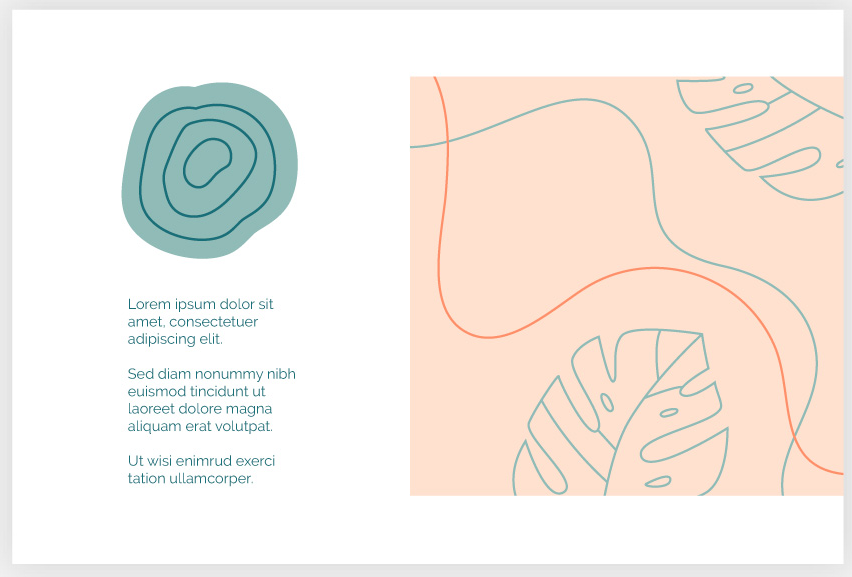 Lorem ipsum dolor sit
amet, consectetuer
adipiscing elit.
Sed diam nonummy nibh
euismod tincidunt ut
laoreet dolore magna
aliquam erat volutpat.
Ut wisi enimrud exerci
tation ullamcorper.